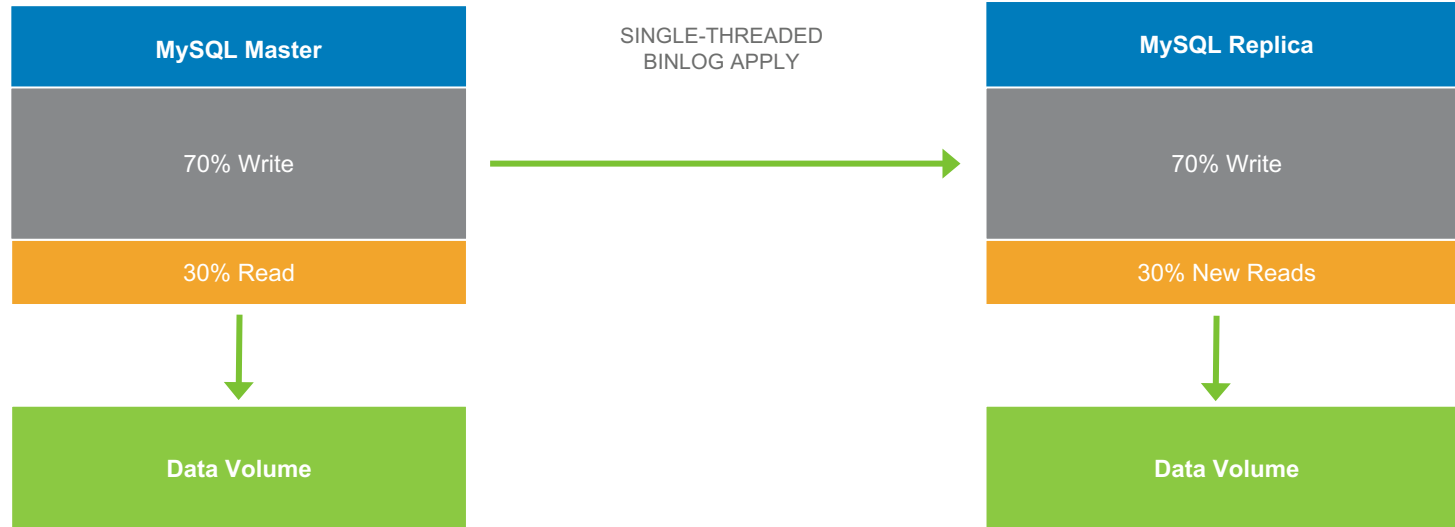 MySQL Master
70% Write
30% Read
Data Volume
SINGLE-THREADED
BINLOG APPLY
MySQL Replica
70% Write
30% New Reads
Data Volume